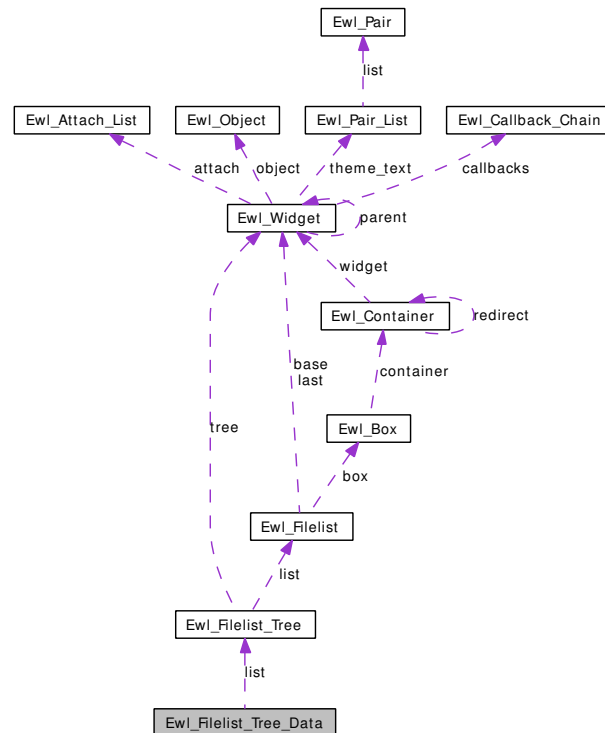 Ewl_Pair
list
Ewl_Attach_List
Ewl_Object
Ewl_Pair_List
Ewl_Callback_Chain
attach
object
theme_text
callbacks
Ewl_Widget
parent
widget
Ewl_Container
redirect
base
last
container
tree
Ewl_Box
box
Ewl_Filelist
list
Ewl_Filelist_Tree
list
Ewl_Filelist_Tree_Data